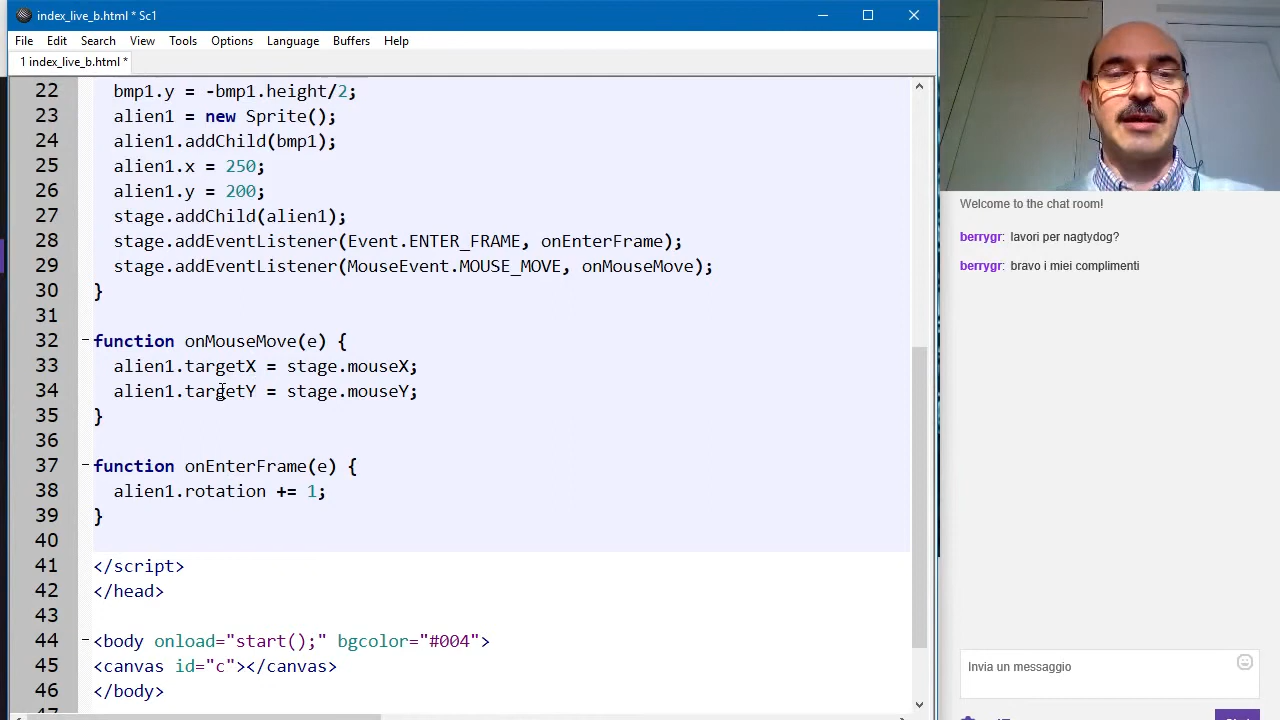 index_live_b.html * Sc1
File Edit Search View Tools Options Language Buffers Help
1 index_live_b.html *
22 bmp1.y = -bmp1.height/2;
23 alien1 = new Sprite();
24 alien1.addChild(bmp1);
25 alien1.x = 250;
26 alien1.y = 200;
27 stage.addChild(alien1);
28 stage.addEventListener(Event.ENTER_FRAME, onEnterFrame);
29 stage.addEventListener(MouseEvent.MOUSE_MOVE, onMouseMove);
30 }
31
32 function onMouseMove(e) {
33 alien1.targetX = stage.mouseX;
34 alien1.targetY = stage.mouseY;
35 }
36
37 function onEnterFrame(e) {
38 alien1.rotation += 1;
39 }
40
41 </script>
42 </head>
43
44 <body onload="start();" bgcolor="#004">
45 <canvas id="c"></canvas>
46 </body>
Welcome to the chat room!
berrygr: lavori per nagtydog?
berrygr: bravo i miei complimenti
Invia un messaggio